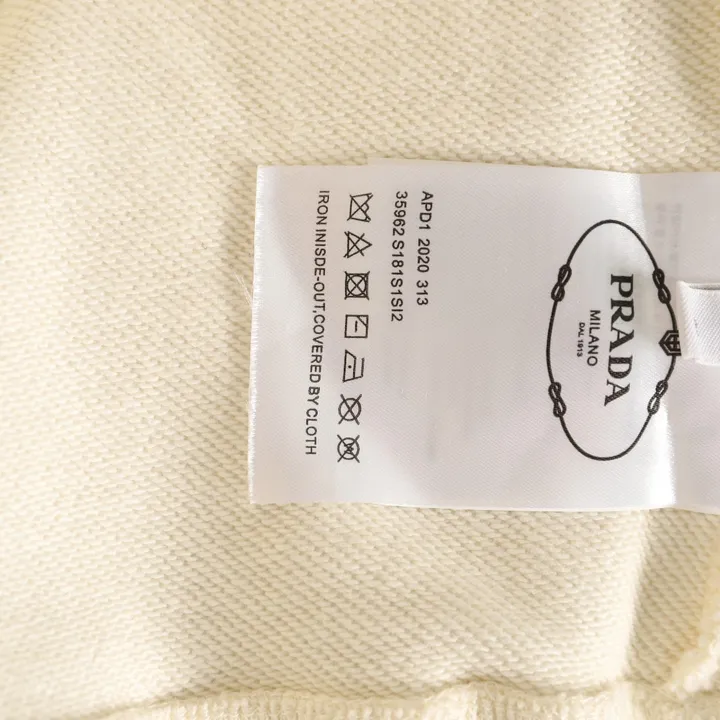 PRADA
MILANO
DAL 1913
APD1 2020 313
35962 S181S1SI2
IRON INISDE-OUT,COVERED BY CLOTH